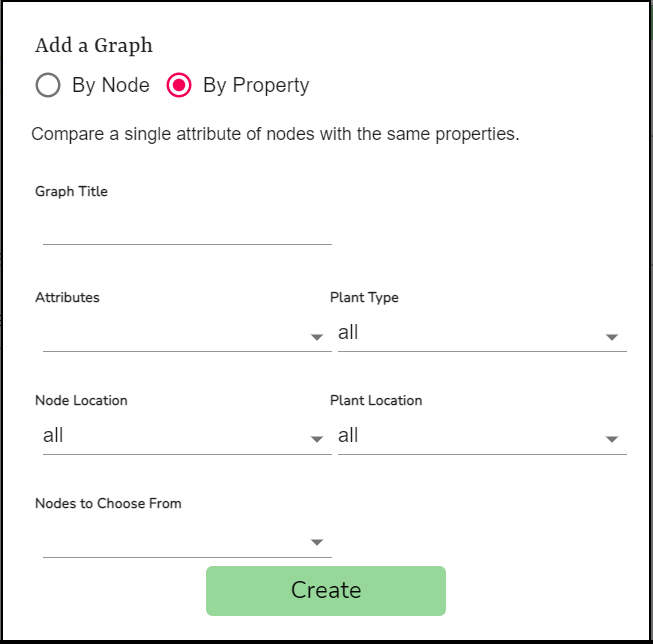 Add a Graph
By Node By Property
Compare a single attribute of nodes with the same properties.
Graph Title
Attributes Plant Type
all
Node Location Plant Location
all all
Nodes to Choose From
Create